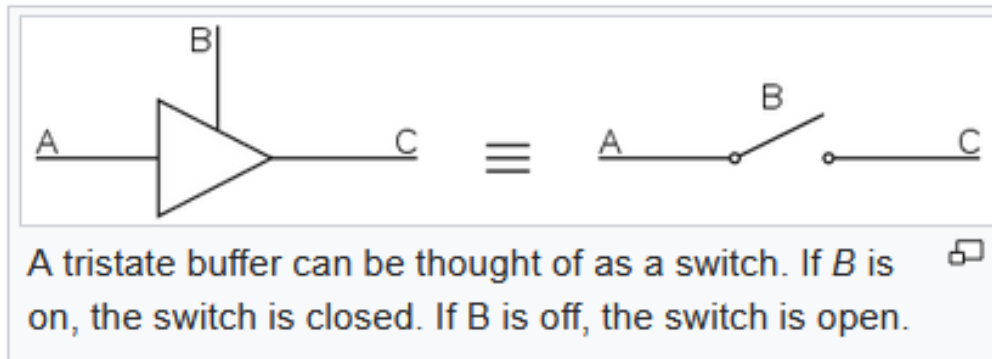 B
A C ≡ A B C
A tristate buffer can be thought of as a switch. If B is
on, the switch is closed. If B is off, the switch is open.